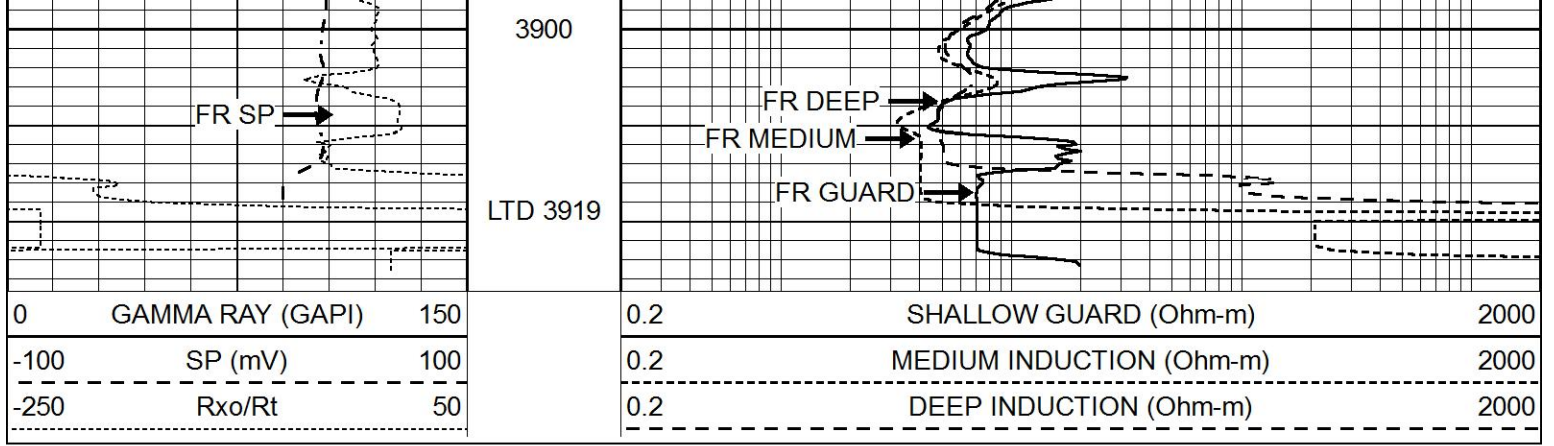 3900
FR DEEP
FR SP
FR MEDIUM
FR GUARD
LTD 3919
0 GAMMA RAY (GAPI) 150 0.2 SHALLOW GUARD (Ohm-m) 2000
-100 SP (mV) 100 0.2 MEDIUM INDUCTION (Ohm-m) 2000
-250 Rxo/Rt 50 0.2 DEEP INDUCTION (Ohm-m) 2000